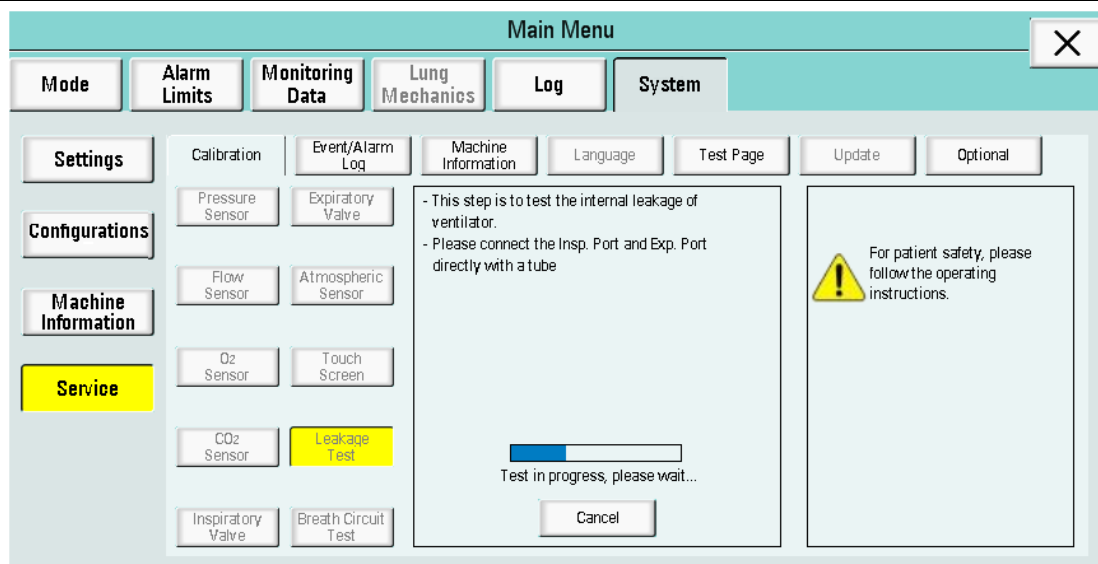 Main Menu
Mode
Alarm
Limits
Monitoring
Data
Lung
Mechanics
Log
System
Settings
Configurations
Machine
Information
Service
Calibration
Event/Alarm
Log
Machine
Information
Language
Test Page
Update
Optional
Pressure
Sensor
Expiratory
Valve
Flow
Sensor
Atmospheric
Sensor
O2
Sensor
Touch
Screen
CO2
Sensor
Leakage
Test
Inspiratory
Valve
Breath Circuit
Test
- This step is to test the internal leakage of
ventilator.
- Please connect the Insp. Port and Exp. Port
directly with a tube
Test in progress, please wait...
Cancel
For patient safety, please
follow the operating
instructions.